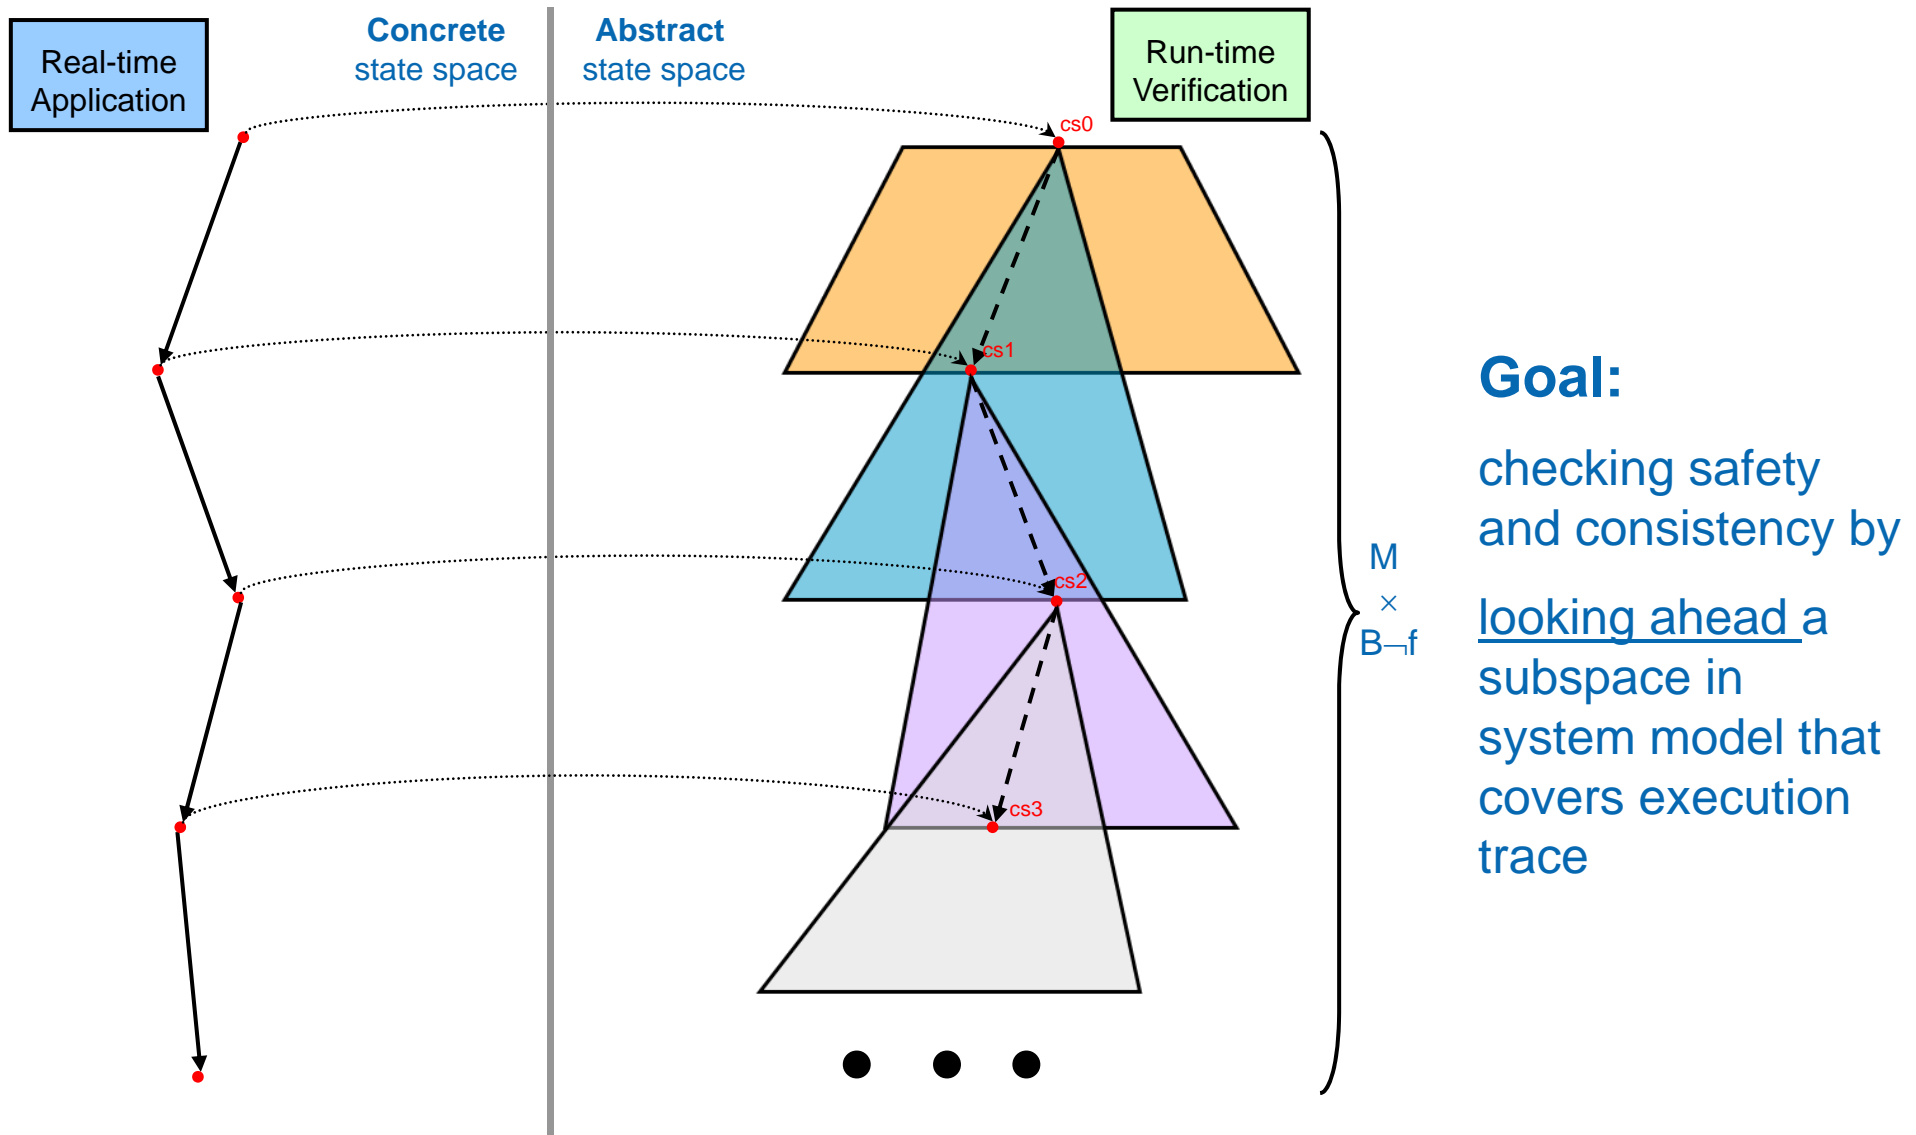 Real-time
Application
Concrete
state space
Abstract
state space
Run-time
Verification
cs0
cs1
cs2
cs3
M
×
B¬f
Goal:
checking safety
and consistency by
looking ahead a
subspace in
system model that
covers execution
trace